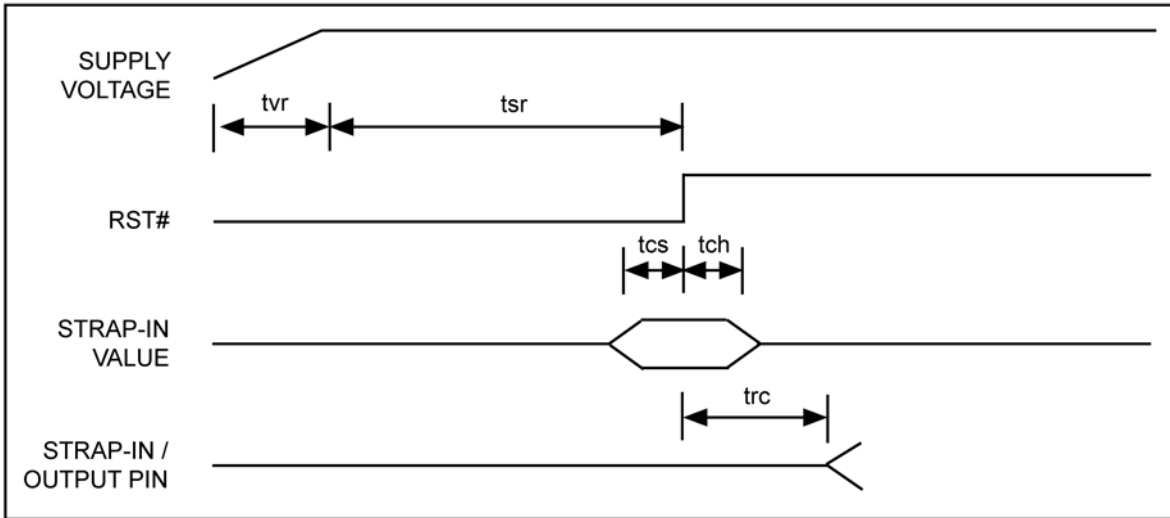 SUPPLY
VOLTAGE
tvr
tsr
RST#
tcs
tch
STRAP-IN
VALUE
trc
STRAP-IN /
OUTPUT PIN